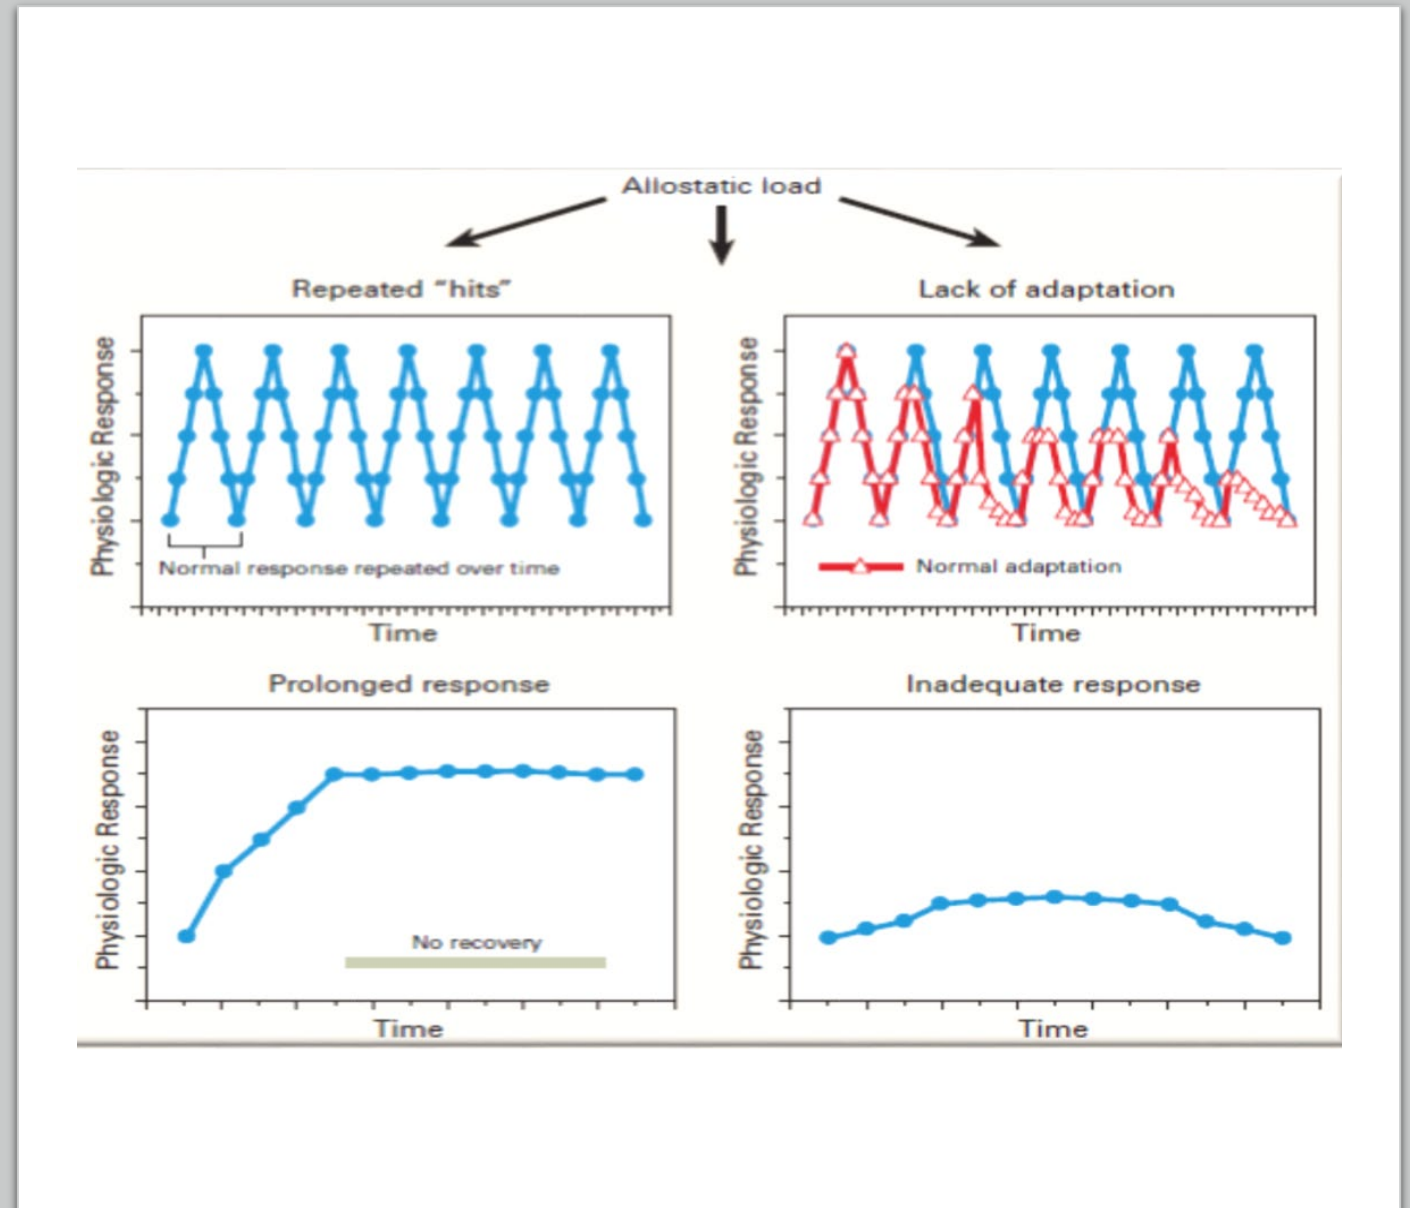 Allostatic load
Repeated “hits”
Lack of adaptation
Physiologic Response
Normal response repeated over time
Time
Physiologic Response
Normal adaptation
Time
Prolonged response
Inadequate response
Physiologic Response
No recovery
Time
Physiologic Response
Time